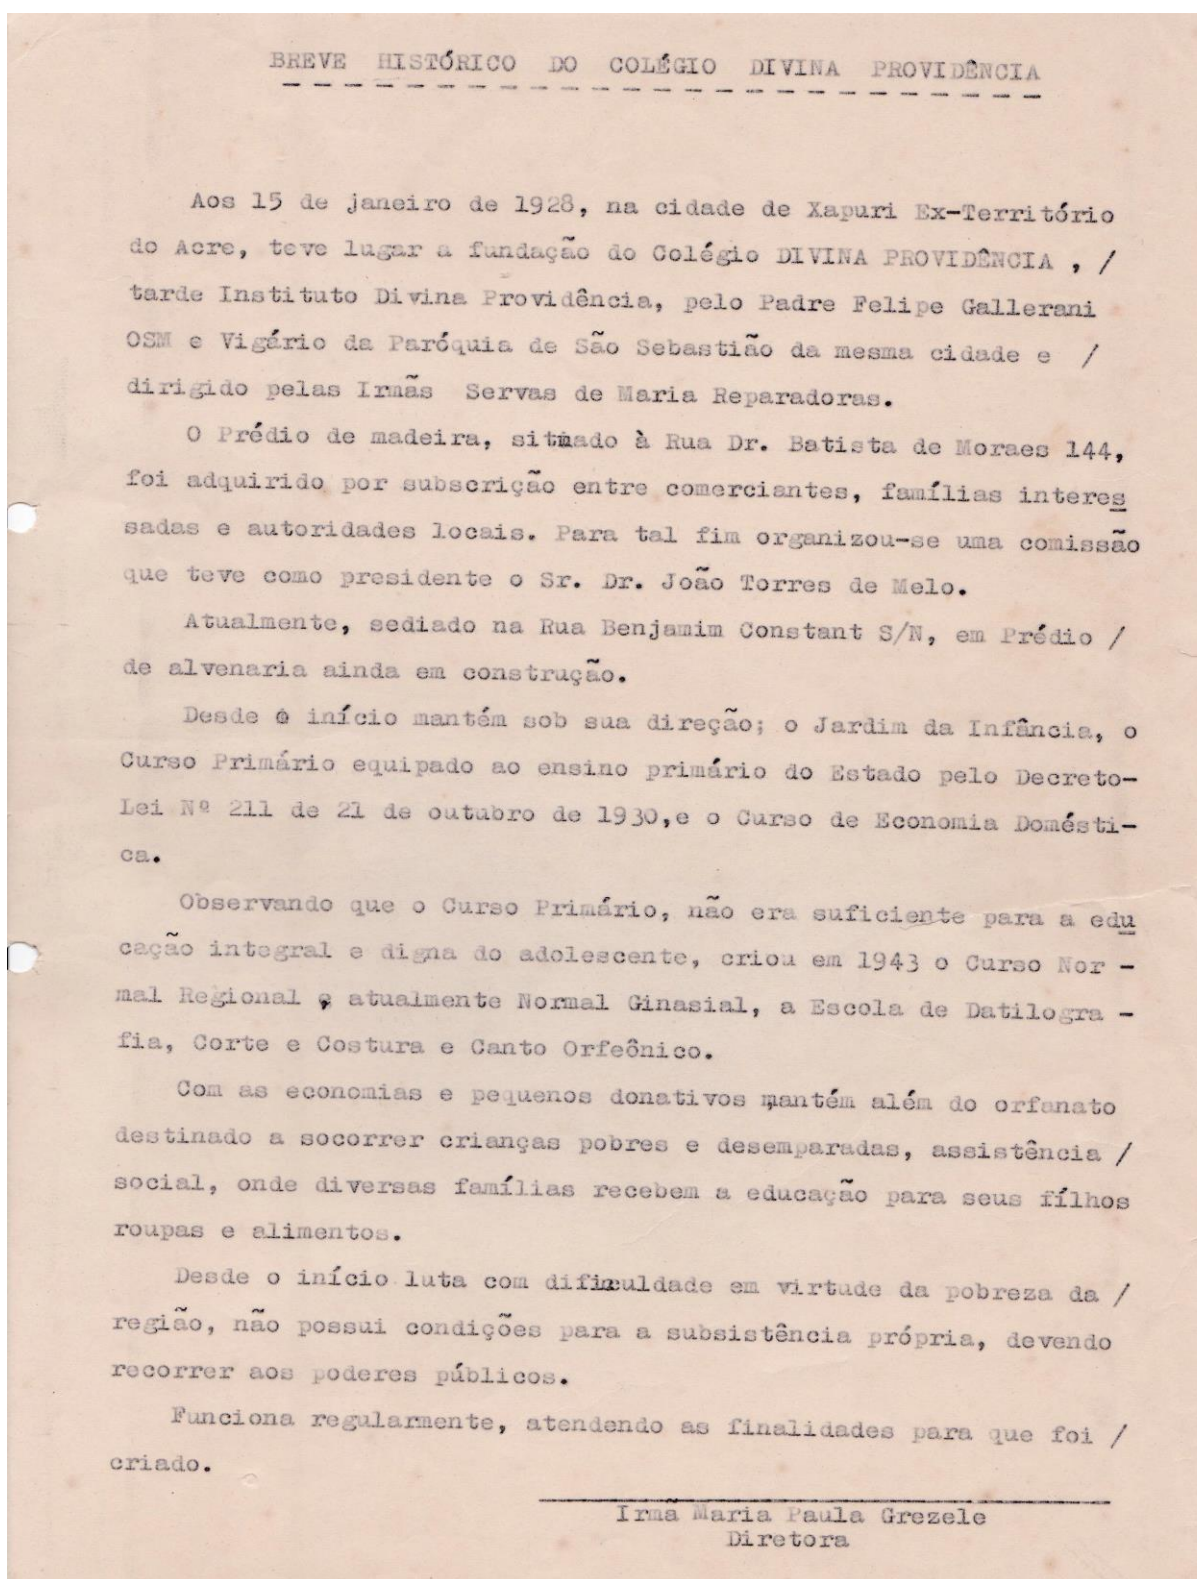 BREVE HISTÓRICO DO COLÉGIO DIVINA PROVIDÊNCIA
Aos 15 de janeiro de 1928, na cidade de Xapuri Ex-Território
do Acre, teve lugar a fundação do Colégio DIVINA PROVIDÊNCIA , /
tarde Instituto Divina Providência, pelo Padre Felipe Gallerani
OSM e Vigário da Paróquia de São Sebastião da mesma cidade e /
dirigido pelas Irmãs Servas de Maria Reparadoras.
O Prédio de madeira, situado à Rua Dr. Batista de Moraes 144,
foi adquirido por subscrição entre comerciantes, famílias interes
sadas e autoridades locais. Para tal fim organizou-se uma comissão
que teve como presidente o Sr. Dr. João Torres de Melo.
Atualmente, sediado na Rua Benjamim Constant S/N, em Prédio /
de alvenaria ainda em construção.
Desde o início mantém sob sua direção; o Jardim da Infância, o
Curso Primário equipado ao ensino primário do Estado pelo Decreto-
Lei Nº 211 de 21 de outubro de 1930,e o Curso de Economia Domésti-
ca.
Observando que o Curso Primário, não era suficiente para a edu
cação integral e digna do adolescente, criou em 1943 o Curso Nor -
mal Regional e atualmente Normal Ginasial, a Escola de Datilogra -
fia, Corte e Costura e Canto Orfeônico.
Com as economias e pequenos donativos mantém além do orfanato
destinado a socorrer crianças pobres e desemparadas, assistência /
social, onde diversas famílias recebem a educação para seus fílhos
roupas e alimentos.
Desde o início luta com dificuldade em virtude da pobreza da /
região, não possui condições para a subsistência própria, devendo
recorrer aos poderes públicos.
Funciona regularmente, atendendo as finalidades para que foi /
criado.
Irmã Maria Paula Grezele
Diretora